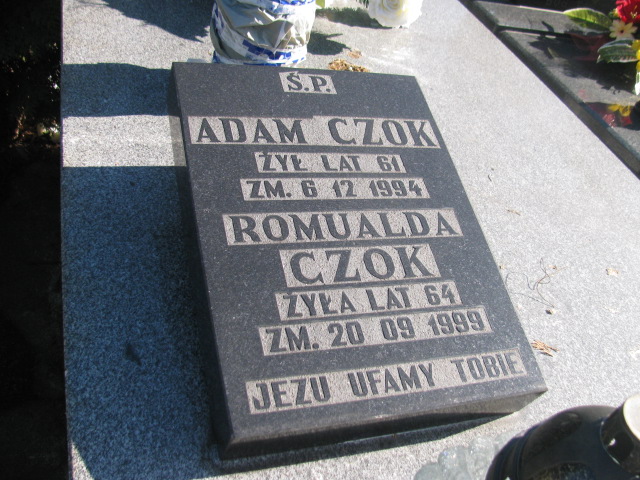 Ś.P.
ADAM CZOK
ŻYŁ LAT 61
ZM. 6 12 1994
ROMUALDA
CZOK
ŻYŁA LAT 64
ZM. 20 09 1999
JEZU UFAMY TOBIE